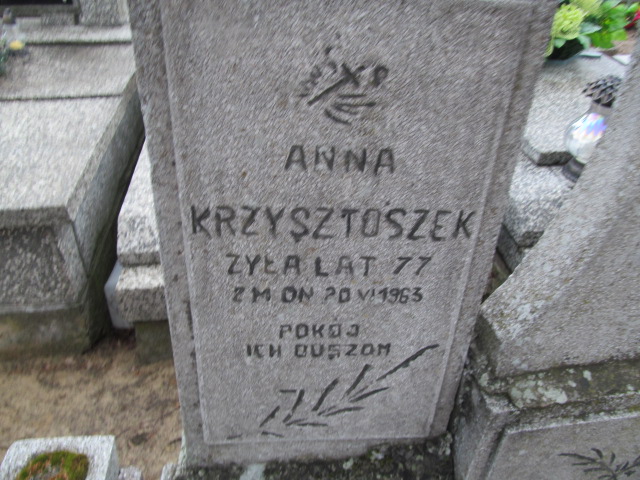 ANNA
KRZYSZTOSZEK
ŻYŁA LAT 77
ZM. DN 20 VI 1963
POKÓJ
ICH DUSZOM